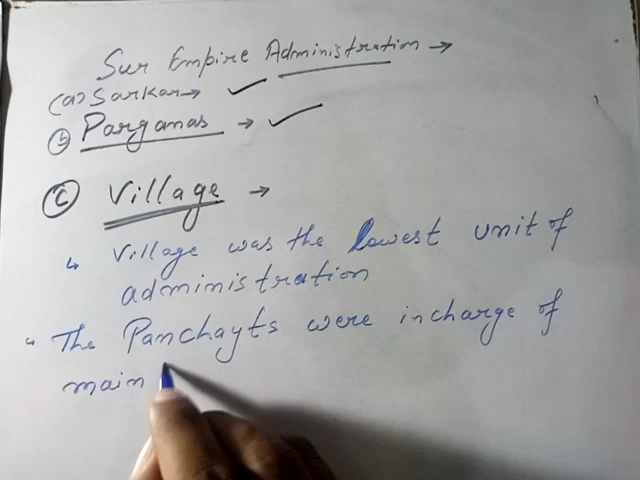 Sur Empire Administration →
(a) Sarkar → ✓
(b) Parganas → ✓
(c) Village →
↳ Village was the lowest unit of
administration
" The Panchayts were incharge of
main